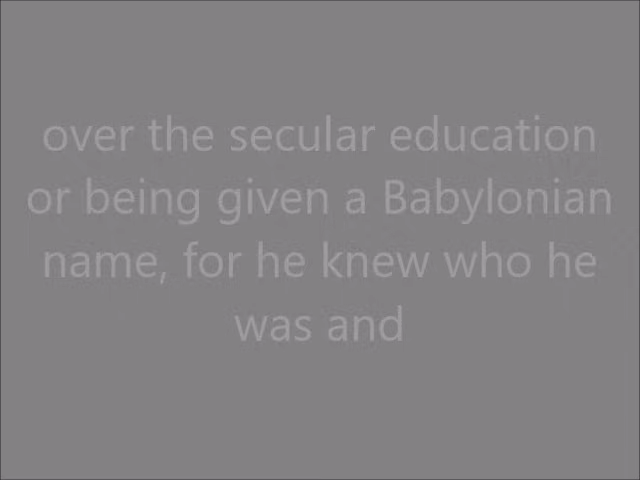 over the secular education
or being given a Babylonian
name, for he knew who he
was and